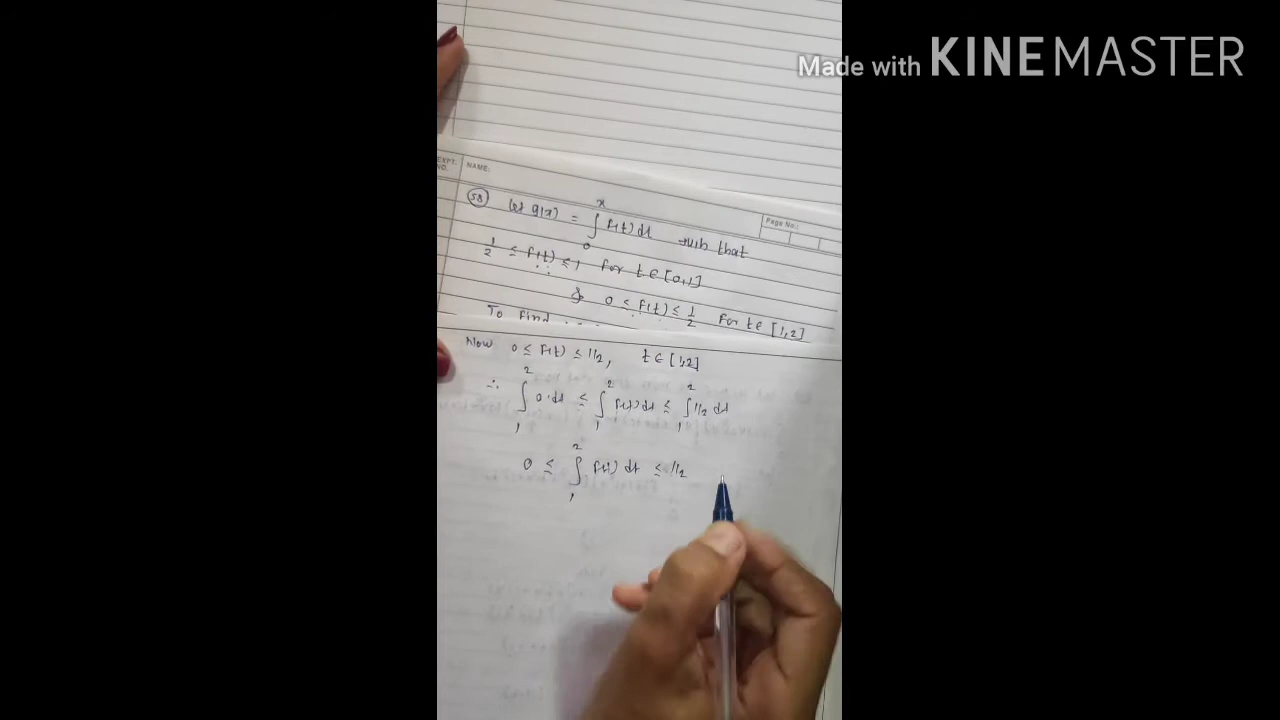 Made with KINEMASTER
EXPT. NO.
NAME:
Page No.:
58 Let g(x) = ∫₀ˣ f(t) dt such that
1/2 ≤ f(t) ≤ 1 for t ∈ [0,1]
& 0 ≤ f(t) ≤ 1/2 for t ∈ [1,2]
To find
Now 0 ≤ f(t) ≤ 1/2, t ∈ [1,2]
∴ ∫₁² 0·dt ≤ ∫₁² f(t) dt ≤ ∫₁² 1/2 dt
0 ≤ ∫₁² f(t) dt ≤ 1/2